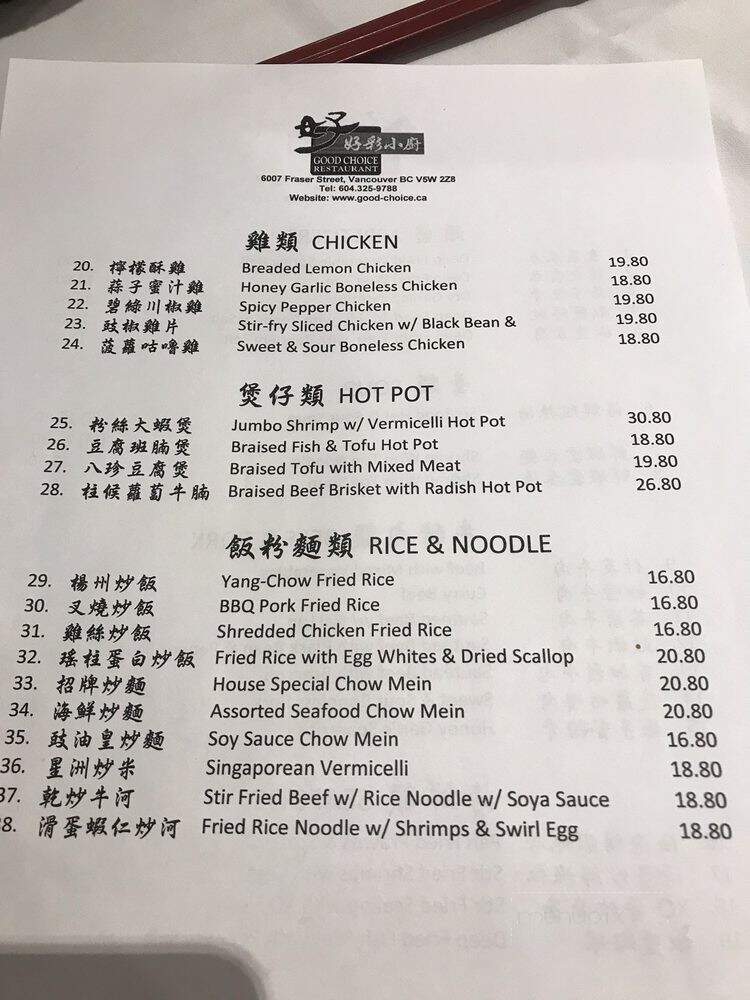 好彩小廚
GOOD CHOICE
RESTAURANT
6007 Fraser Street, Vancouver BC V5W 2Z8
Tel: 604.325-9788
Website: www.good-choice.ca
雞類 CHICKEN
20. 檸檬酥雞 Breaded Lemon Chicken 19.80
21. 蒜子蜜汁雞 Honey Garlic Boneless Chicken 18.80
22. 碧綠川椒雞 Spicy Pepper Chicken 19.80
23. 豉椒雞片 Stir-fry Sliced Chicken w/ Black Bean & 19.80
24. 菠蘿咕嚕雞 Sweet & Sour Boneless Chicken 18.80
煲仔類 HOT POT
25. 粉絲大蝦煲 Jumbo Shrimp w/ Vermicelli Hot Pot 30.80
26. 豆腐班腩煲 Braised Fish & Tofu Hot Pot 18.80
27. 八珍豆腐煲 Braised Tofu with Mixed Meat 19.80
28. 柱候蘿蔔牛腩 Braised Beef Brisket with Radish Hot Pot 26.80
飯粉麵類 RICE & NOODLE
29. 楊州炒飯 Yang-Chow Fried Rice 16.80
30. 叉燒炒飯 BBQ Pork Fried Rice 16.80
31. 雞絲炒飯 Shredded Chicken Fried Rice 16.80
32. 瑤柱蛋白炒飯 Fried Rice with Egg Whites & Dried Scallop 20.80
33. 招牌炒麵 House Special Chow Mein 20.80
34. 海鮮炒麵 Assorted Seafood Chow Mein 20.80
35. 豉油皇炒麵 Soy Sauce Chow Mein 16.80
36. 星洲炒米 Singaporean Vermicelli 18.80
37. 乾炒牛河 Stir Fried Beef w/ Rice Noodle w/ Soya Sauce 18.80
8. 滑蛋蝦仁炒河 Fried Rice Noodle w/ Shrimps & Swirl Egg 18.80